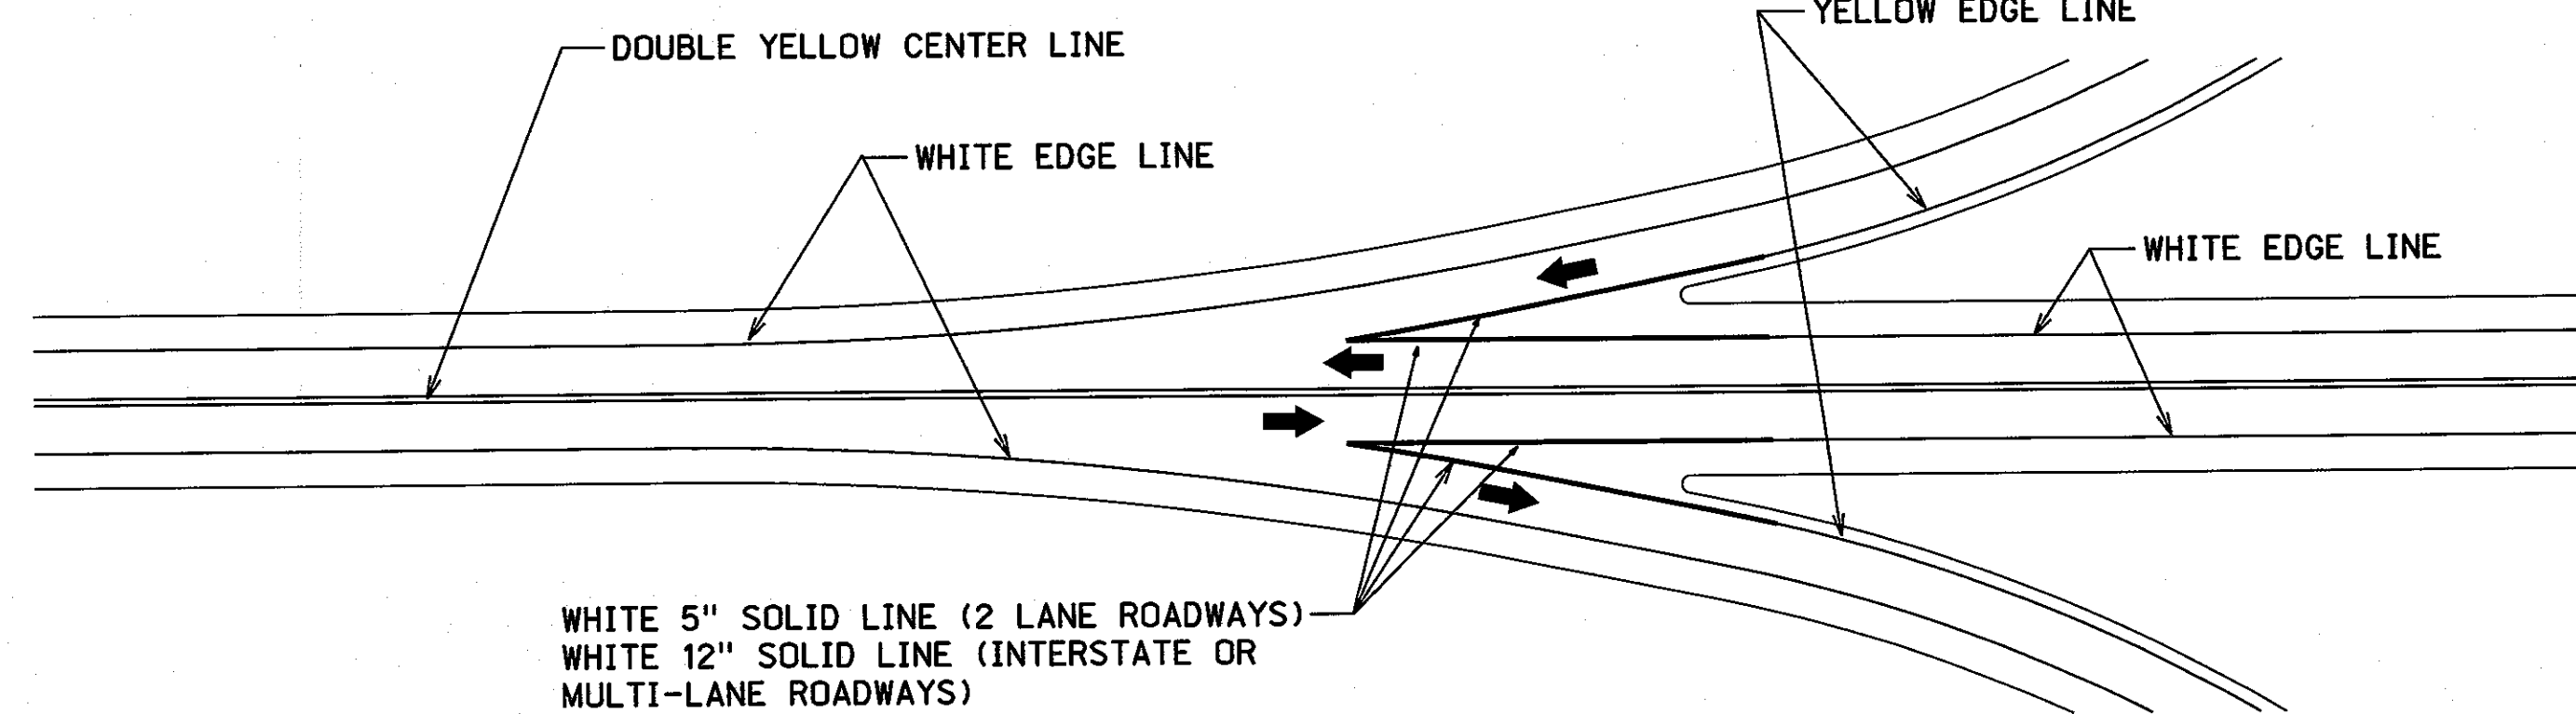 YELLOW EDGE LINE
DOUBLE YELLOW CENTER LINE
WHITE EDGE LINE
WHITE EDGE LINE
WHITE 5" SOLID LINE (2 LANE ROADWAYS)
WHITE 12" SOLID LINE (INTERSTATE OR
MULTI-LANE ROADWAYS)